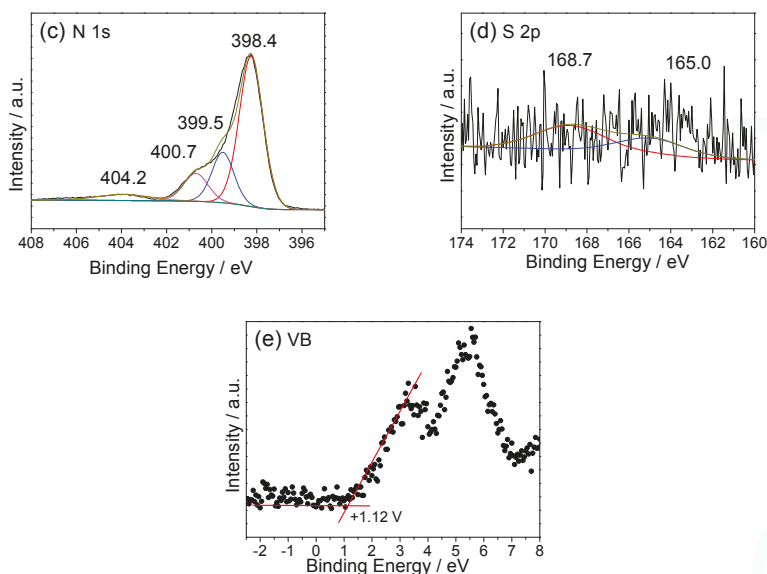 (c) N 1s
398.4
399.5
400.7
404.2
Intensity / a.u.
408 406 404 402 400 398 396
Binding Energy / eV
(d) S 2p
168.7
165.0
Intensity / a.u.
174 172 170 168 166 164 162 160
Binding Energy / eV
(e) VB
+1.12 V
Intensity / a.u.
-2 -1 0 1 2 3 4 5 6 7 8
Binding Energy / eV